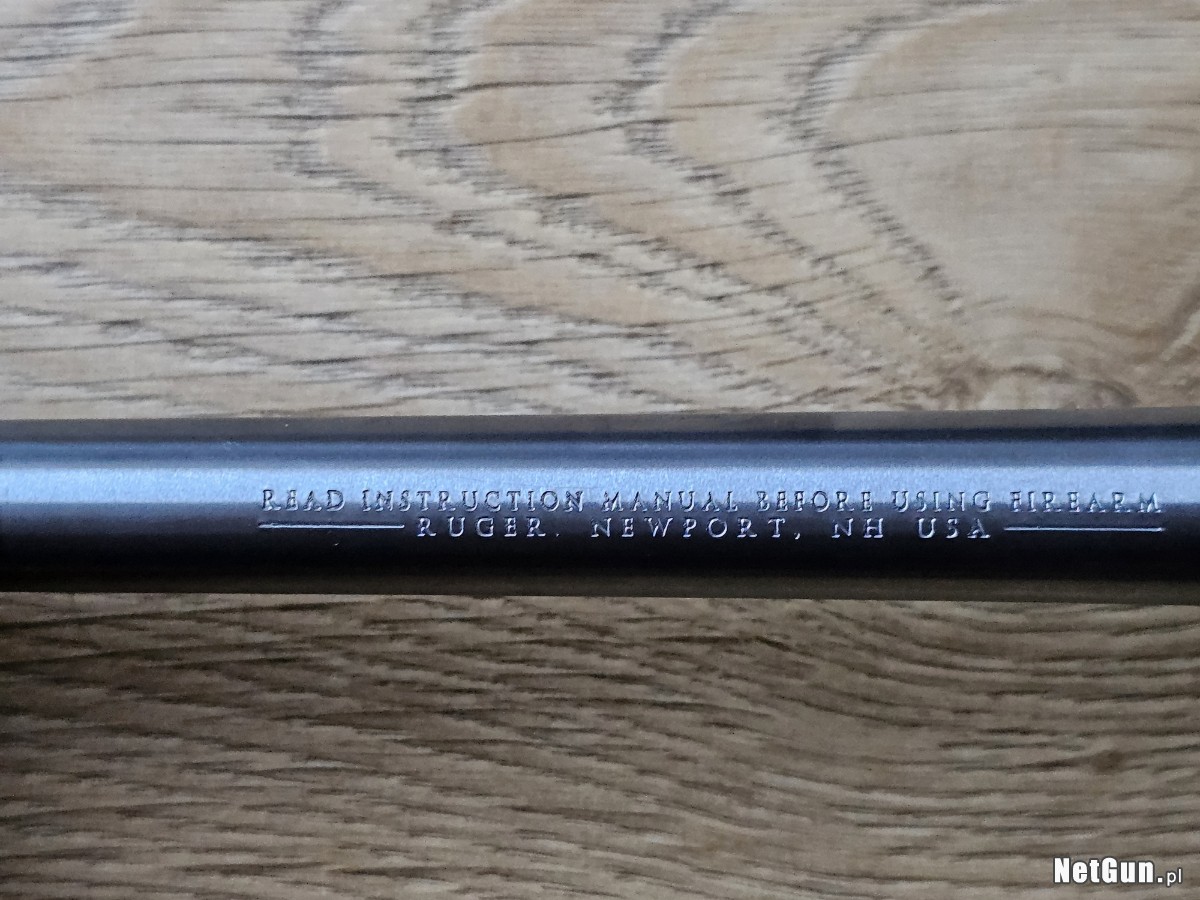 READ INSTRUCTION MANUAL BEFORE USING FIREARM
RUGER. NEWPORT, NH USA
NetGun.pl